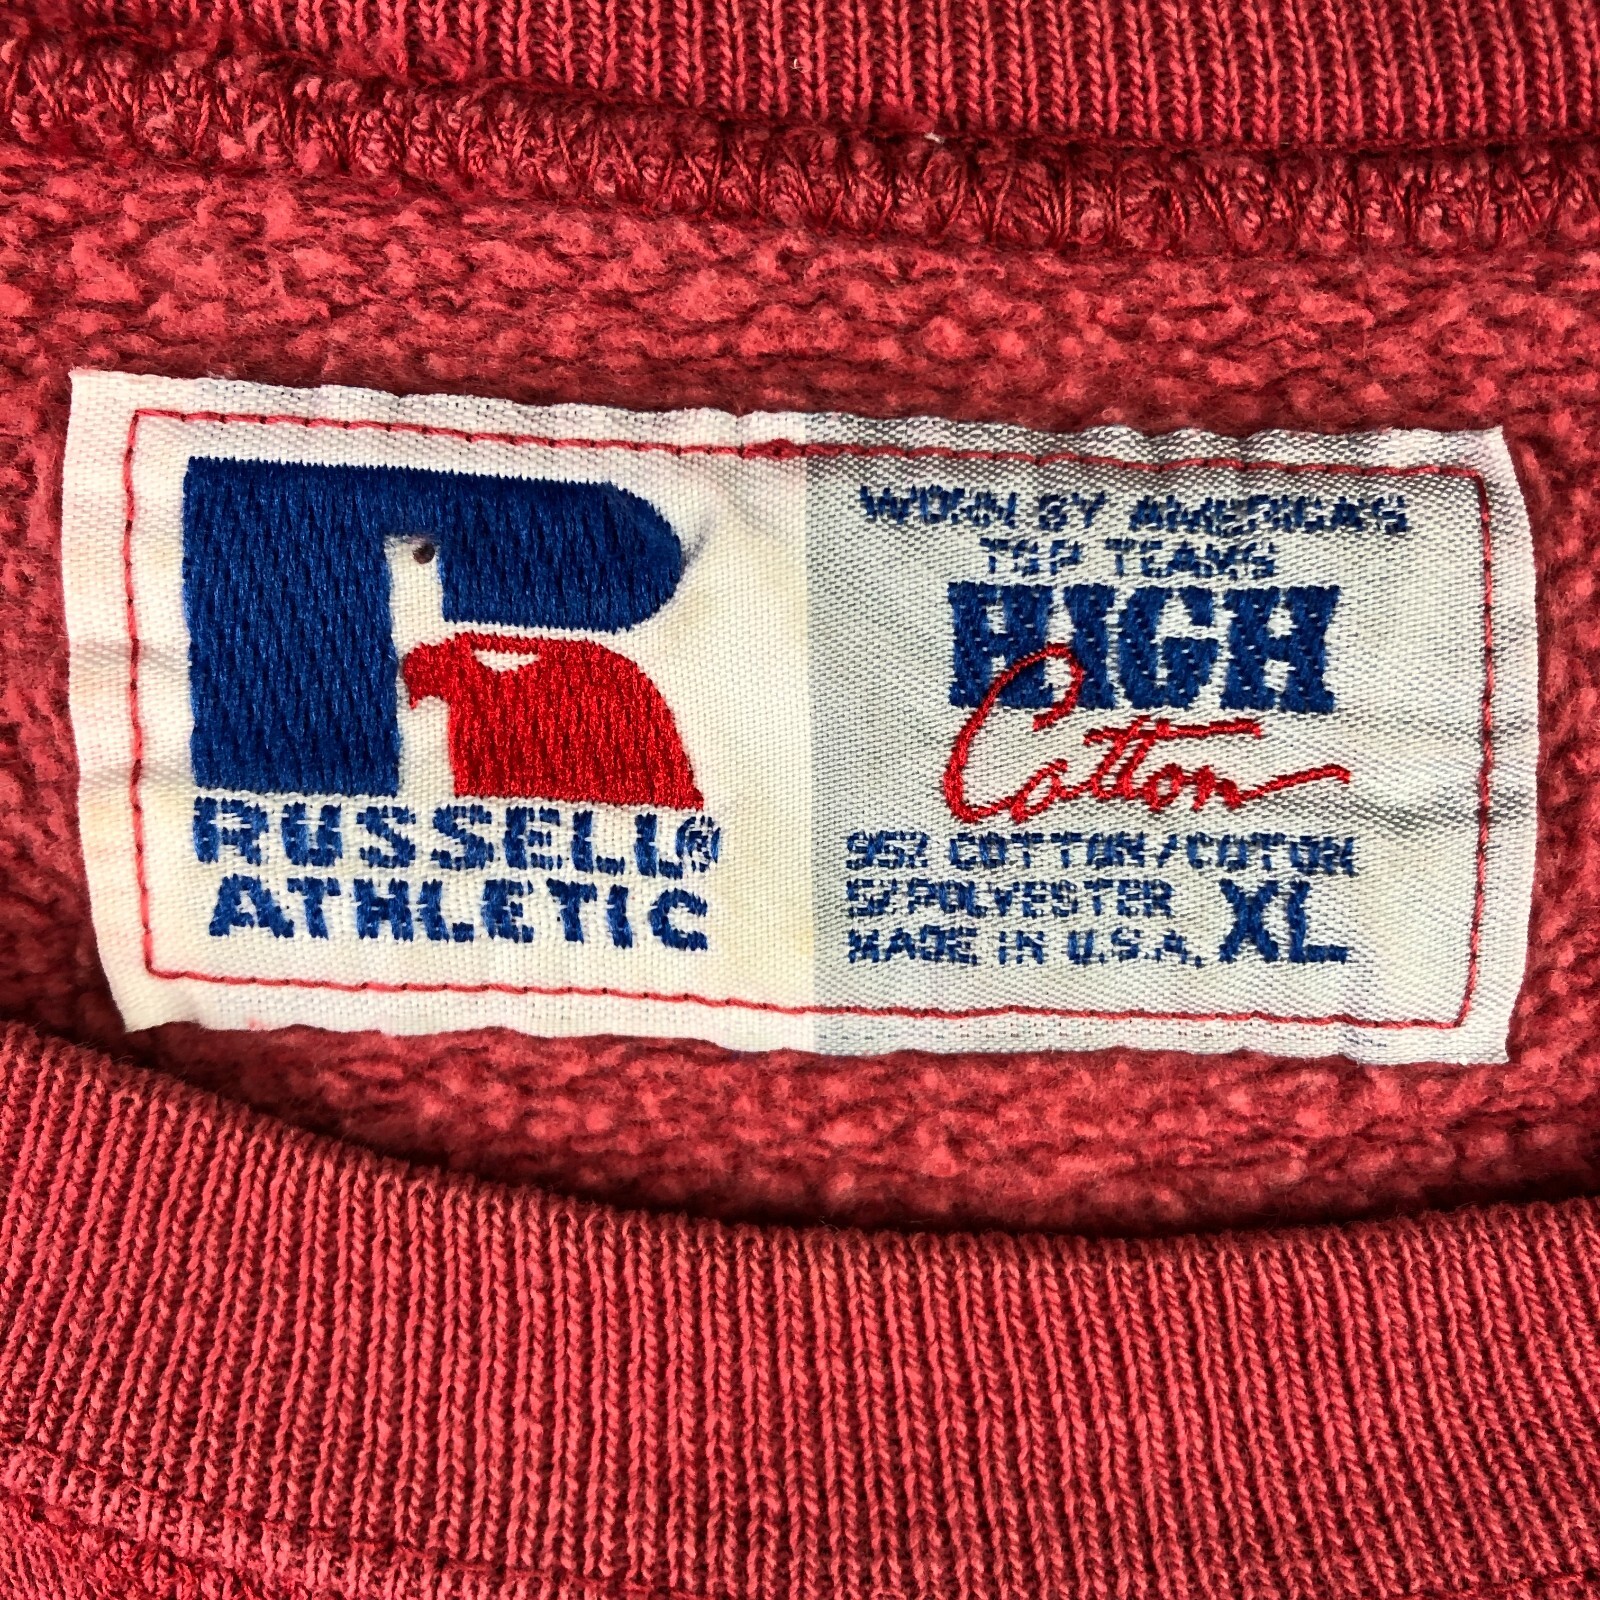 RUSSELL®
ATHLETIC
WORN BY AMERICA'S
TOP TEAMS
HIGH
Cotton
95% COTTON/COTON
5% POLYESTER
MADE IN U.S.A. XL